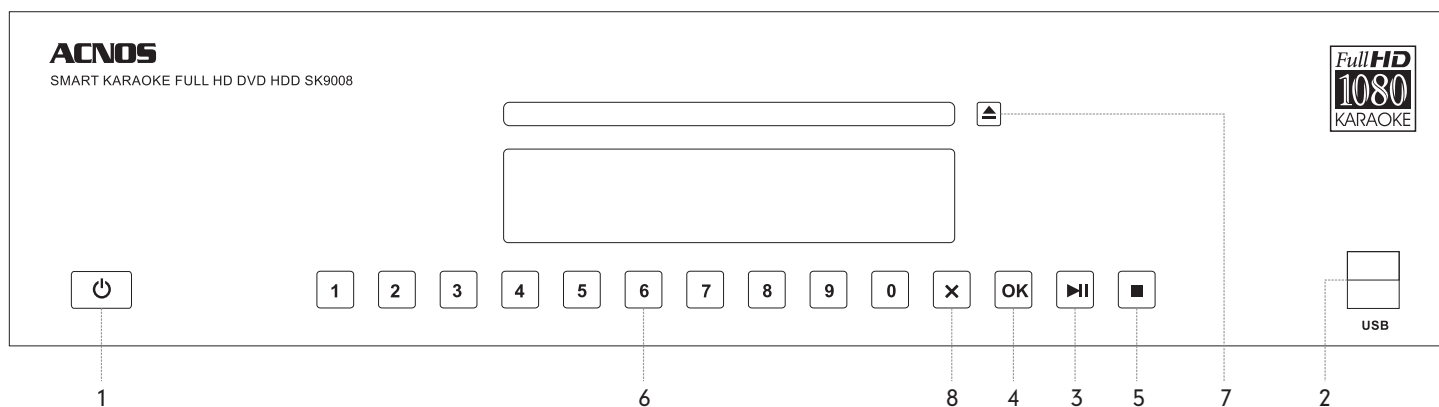 ACNOS
SMART KARAOKE FULL HD DVD HDD SK9008
Full HD
1080
KARAOKE
1 2 3 4 5 6 7 8 9 0 OK
USB
1 6 8 4 3 5 7 2